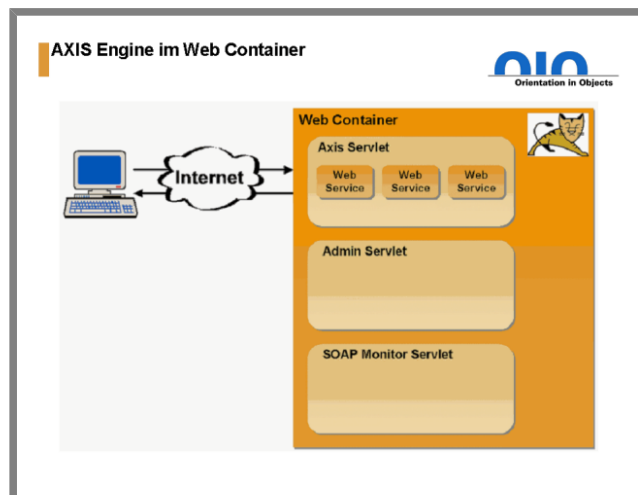 AXIS Engine im Web Container
OIO
Orientation in Objects
Web Container
Axis Servlet
Web Service
Web Service
Web Service
Internet
Admin Servlet
SOAP Monitor Servlet